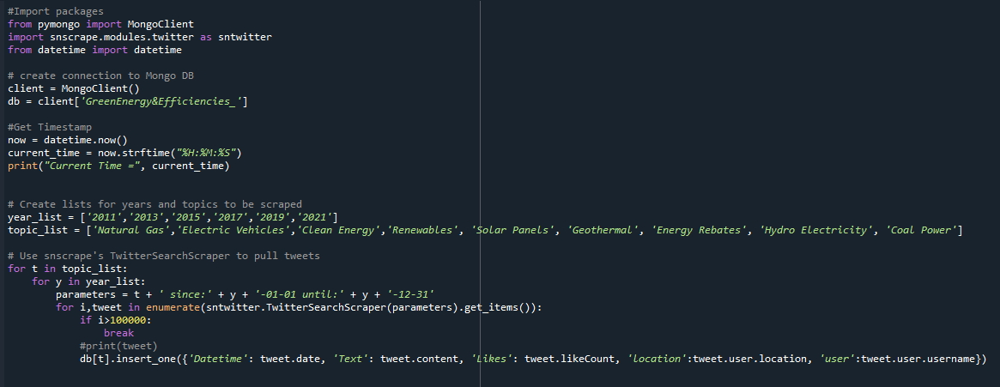 #Import packages
from pymongo import MongoClient
import snscrape.modules.twitter as sntwitter
from datetime import datetime

# create connection to Mongo DB
client = MongoClient()
db = client['GreenEnergy&Efficiencies_']

#Get Timestamp
now = datetime.now()
current_time = now.strftime("%H:%M:%S")
print("Current Time =", current_time)


# Create lists for years and topics to be scraped
year_list = ['2011','2013','2015','2017','2019','2021']
topic_list = ['Natural Gas','Electric Vehicles','Clean Energy','Renewables', 'Solar Panels', 'Geothermal', 'Energy Rebates', 'Hydro Electricity', 'Coal Power']

# Use snscrape's TwitterSearchScraper to pull tweets
for t in topic_list:
    for y in year_list:
        parameters = t + ' since:' + y + '-01-01 until:' + y + '-12-31'
        for i,tweet in enumerate(sntwitter.TwitterSearchScraper(parameters).get_items()):
            if i>100000:
                break
            #print(tweet)
            db[t].insert_one({'Datetime': tweet.date, 'Text': tweet.content, 'Likes': tweet.likeCount, 'location':tweet.user.location, 'user':tweet.user.username})